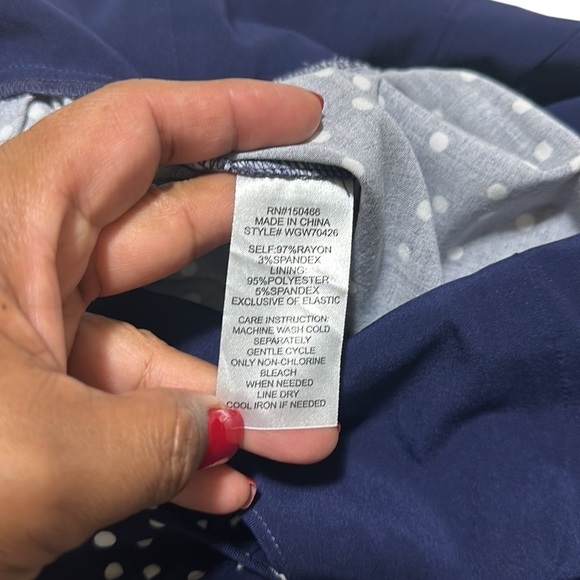 RN#150466
MADE IN CHINA
STYLE# WGW70426
SELF:97%RAYON
3%SPANDEX
LINING:
95%POLYESTER
5%SPANDEX
EXCLUSIVE OF ELASTIC
CARE INSTRUCTION:
MACHINE WASH COLD
SEPARATELY
GENTLE CYCLE
ONLY NON-CHLORINE
BLEACH
WHEN NEEDED
LINE DRY
COOL IRON IF NEEDED